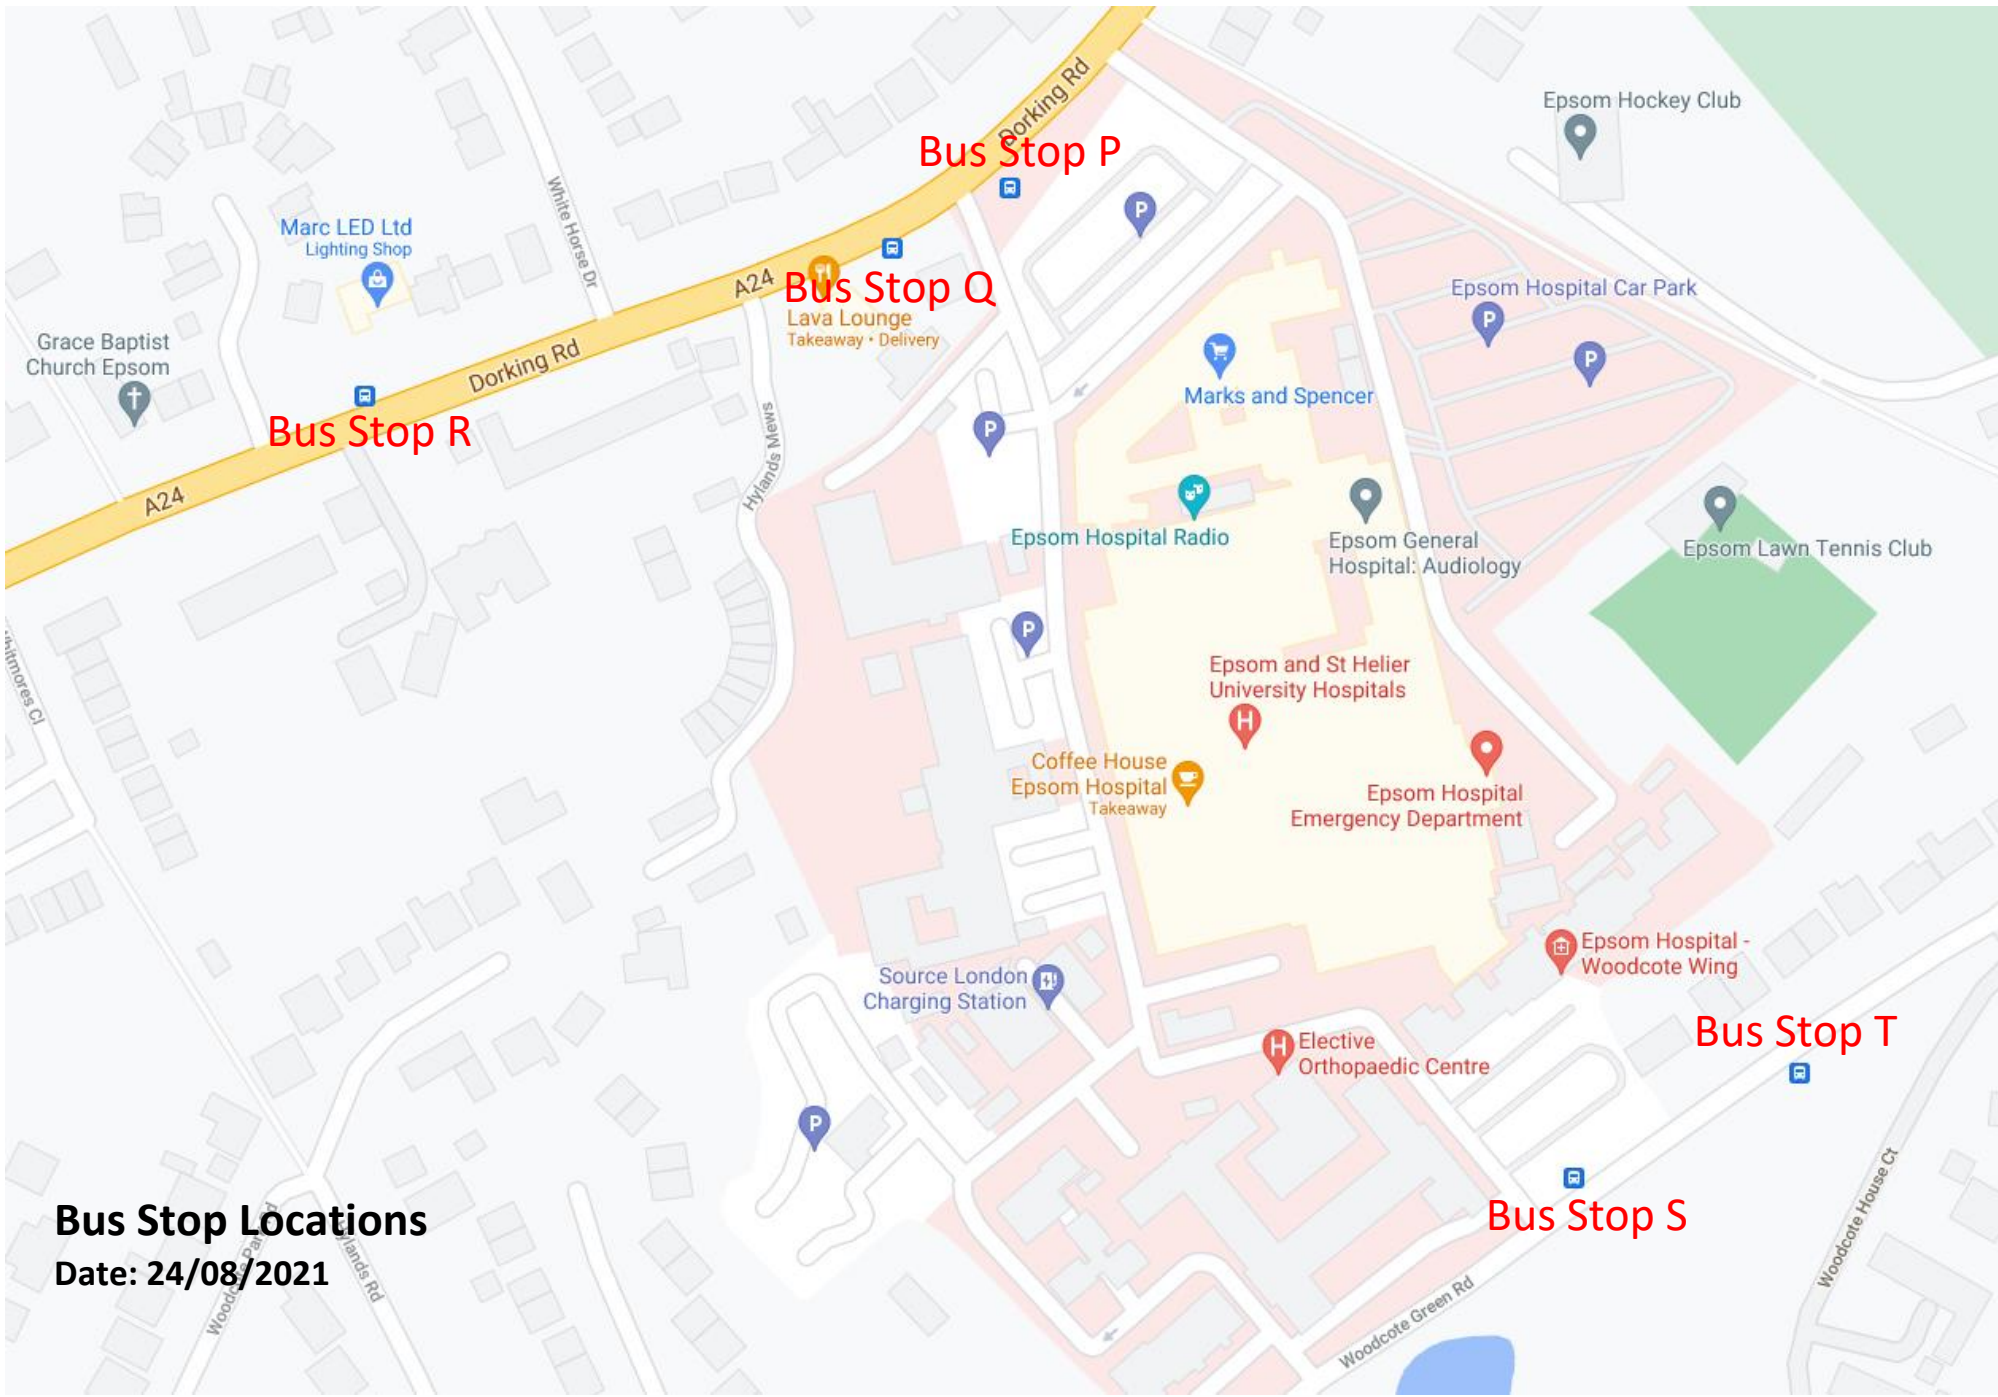 Dorking Rd
Epsom Hockey Club
Bus Stop P
White Horse Dr
Marc LED Ltd
Lighting Shop
A24
Bus Stop Q
Lava Lounge
Takeaway • Delivery
Epsom Hospital Car Park
Grace Baptist
Church Epsom
Dorking Rd
Marks and Spencer
Bus Stop R
Hylands Mews
A24
Epsom Hospital Radio
Epsom General
Hospital: Audiology
Epsom Lawn Tennis Club
Epsom and St Helier
University Hospitals
Coffee House
Epsom Hospital
Takeaway
Epsom Hospital
Emergency Department
Epsom Hospital -
Woodcote Wing
Source London
Charging Station
Bus Stop T
Elective
Orthopaedic Centre
Bus Stop S
Woodcote House Ct
Bus Stop Locations
Date: 24/08/2021
Hylands Rd
Woodcote Green Rd
P
P
P
P
P
P
P
H
H